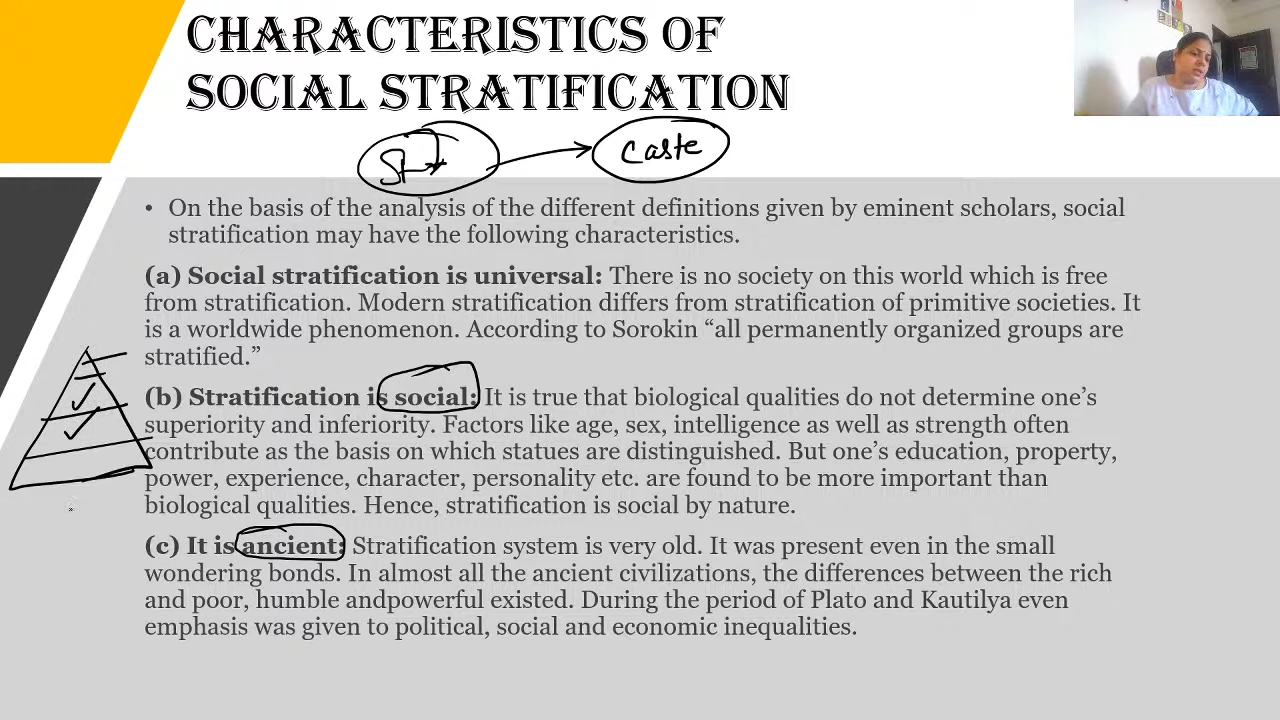 CHARACTERISTICS OF
SOCIAL STRATIFICATION
Caste
• On the basis of the analysis of the different definitions given by eminent scholars, social
stratification may have the following characteristics.
(a) Social stratification is universal: There is no society on this world which is free
from stratification. Modern stratification differs from stratification of primitive societies. It
is a worldwide phenomenon. According to Sorokin “all permanently organized groups are
stratified.”
(b) Stratification is social: It is true that biological qualities do not determine one’s
superiority and inferiority. Factors like age, sex, intelligence as well as strength often
contribute as the basis on which statues are distinguished. But one’s education, property,
power, experience, character, personality etc. are found to be more important than
biological qualities. Hence, stratification is social by nature.
(c) It is ancient: Stratification system is very old. It was present even in the small
wondering bonds. In almost all the ancient civilizations, the differences between the rich
and poor, humble andpowerful existed. During the period of Plato and Kautilya even
emphasis was given to political, social and economic inequalities.